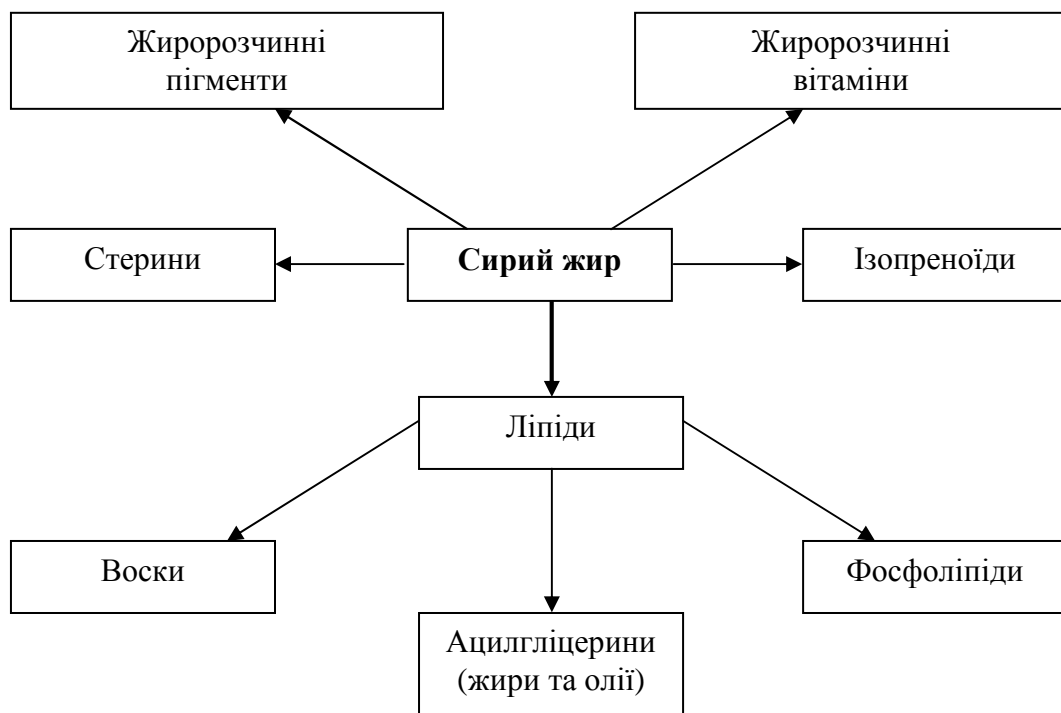 Жиророзчинні
пігменти
Жиророзчинні
вітаміни
Стерини
Сирий жир
Ізопреноїди
Ліпіди
Воски
Фосфоліпіди
Ацилгліцерини
(жири та олії)